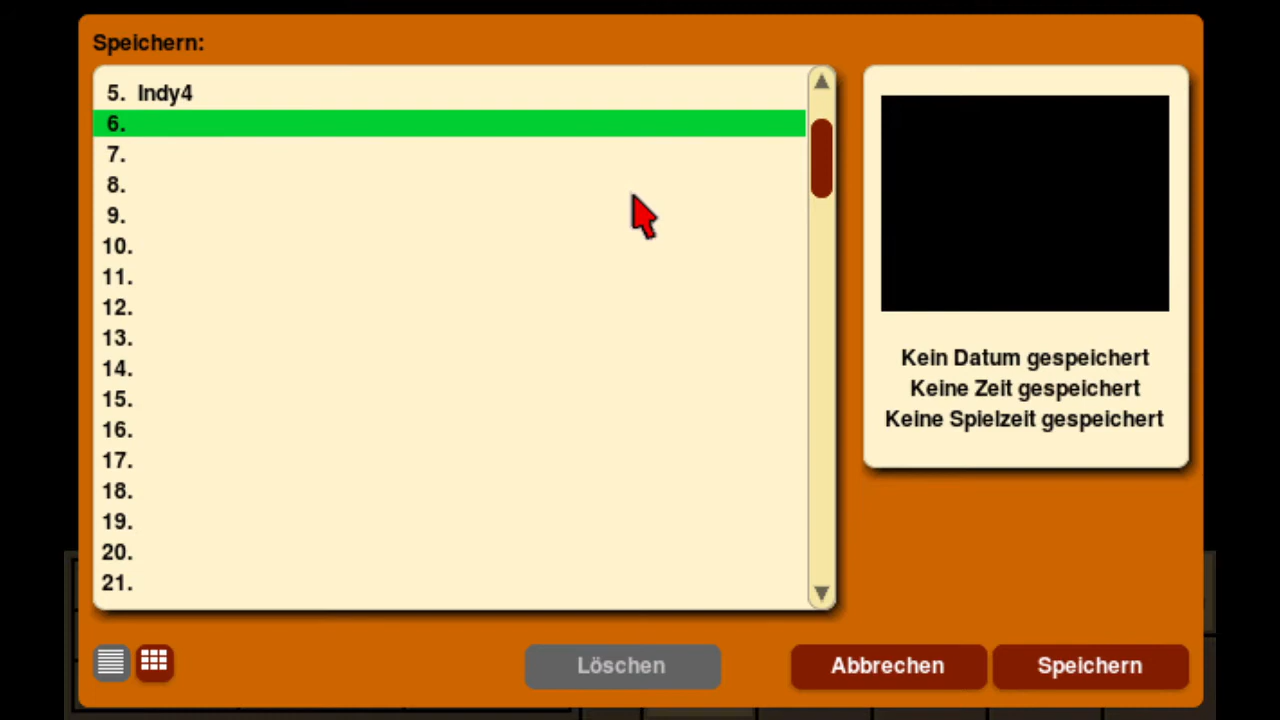 Speichern:
5. Indy4
6.
7.
8.
9.
10.
11.
12.
13.
14.
15.
16.
17.
18.
19.
20.
21.
Kein Datum gespeichert
Keine Zeit gespeichert
Keine Spielzeit gespeichert
Löschen
Abbrechen
Speichern